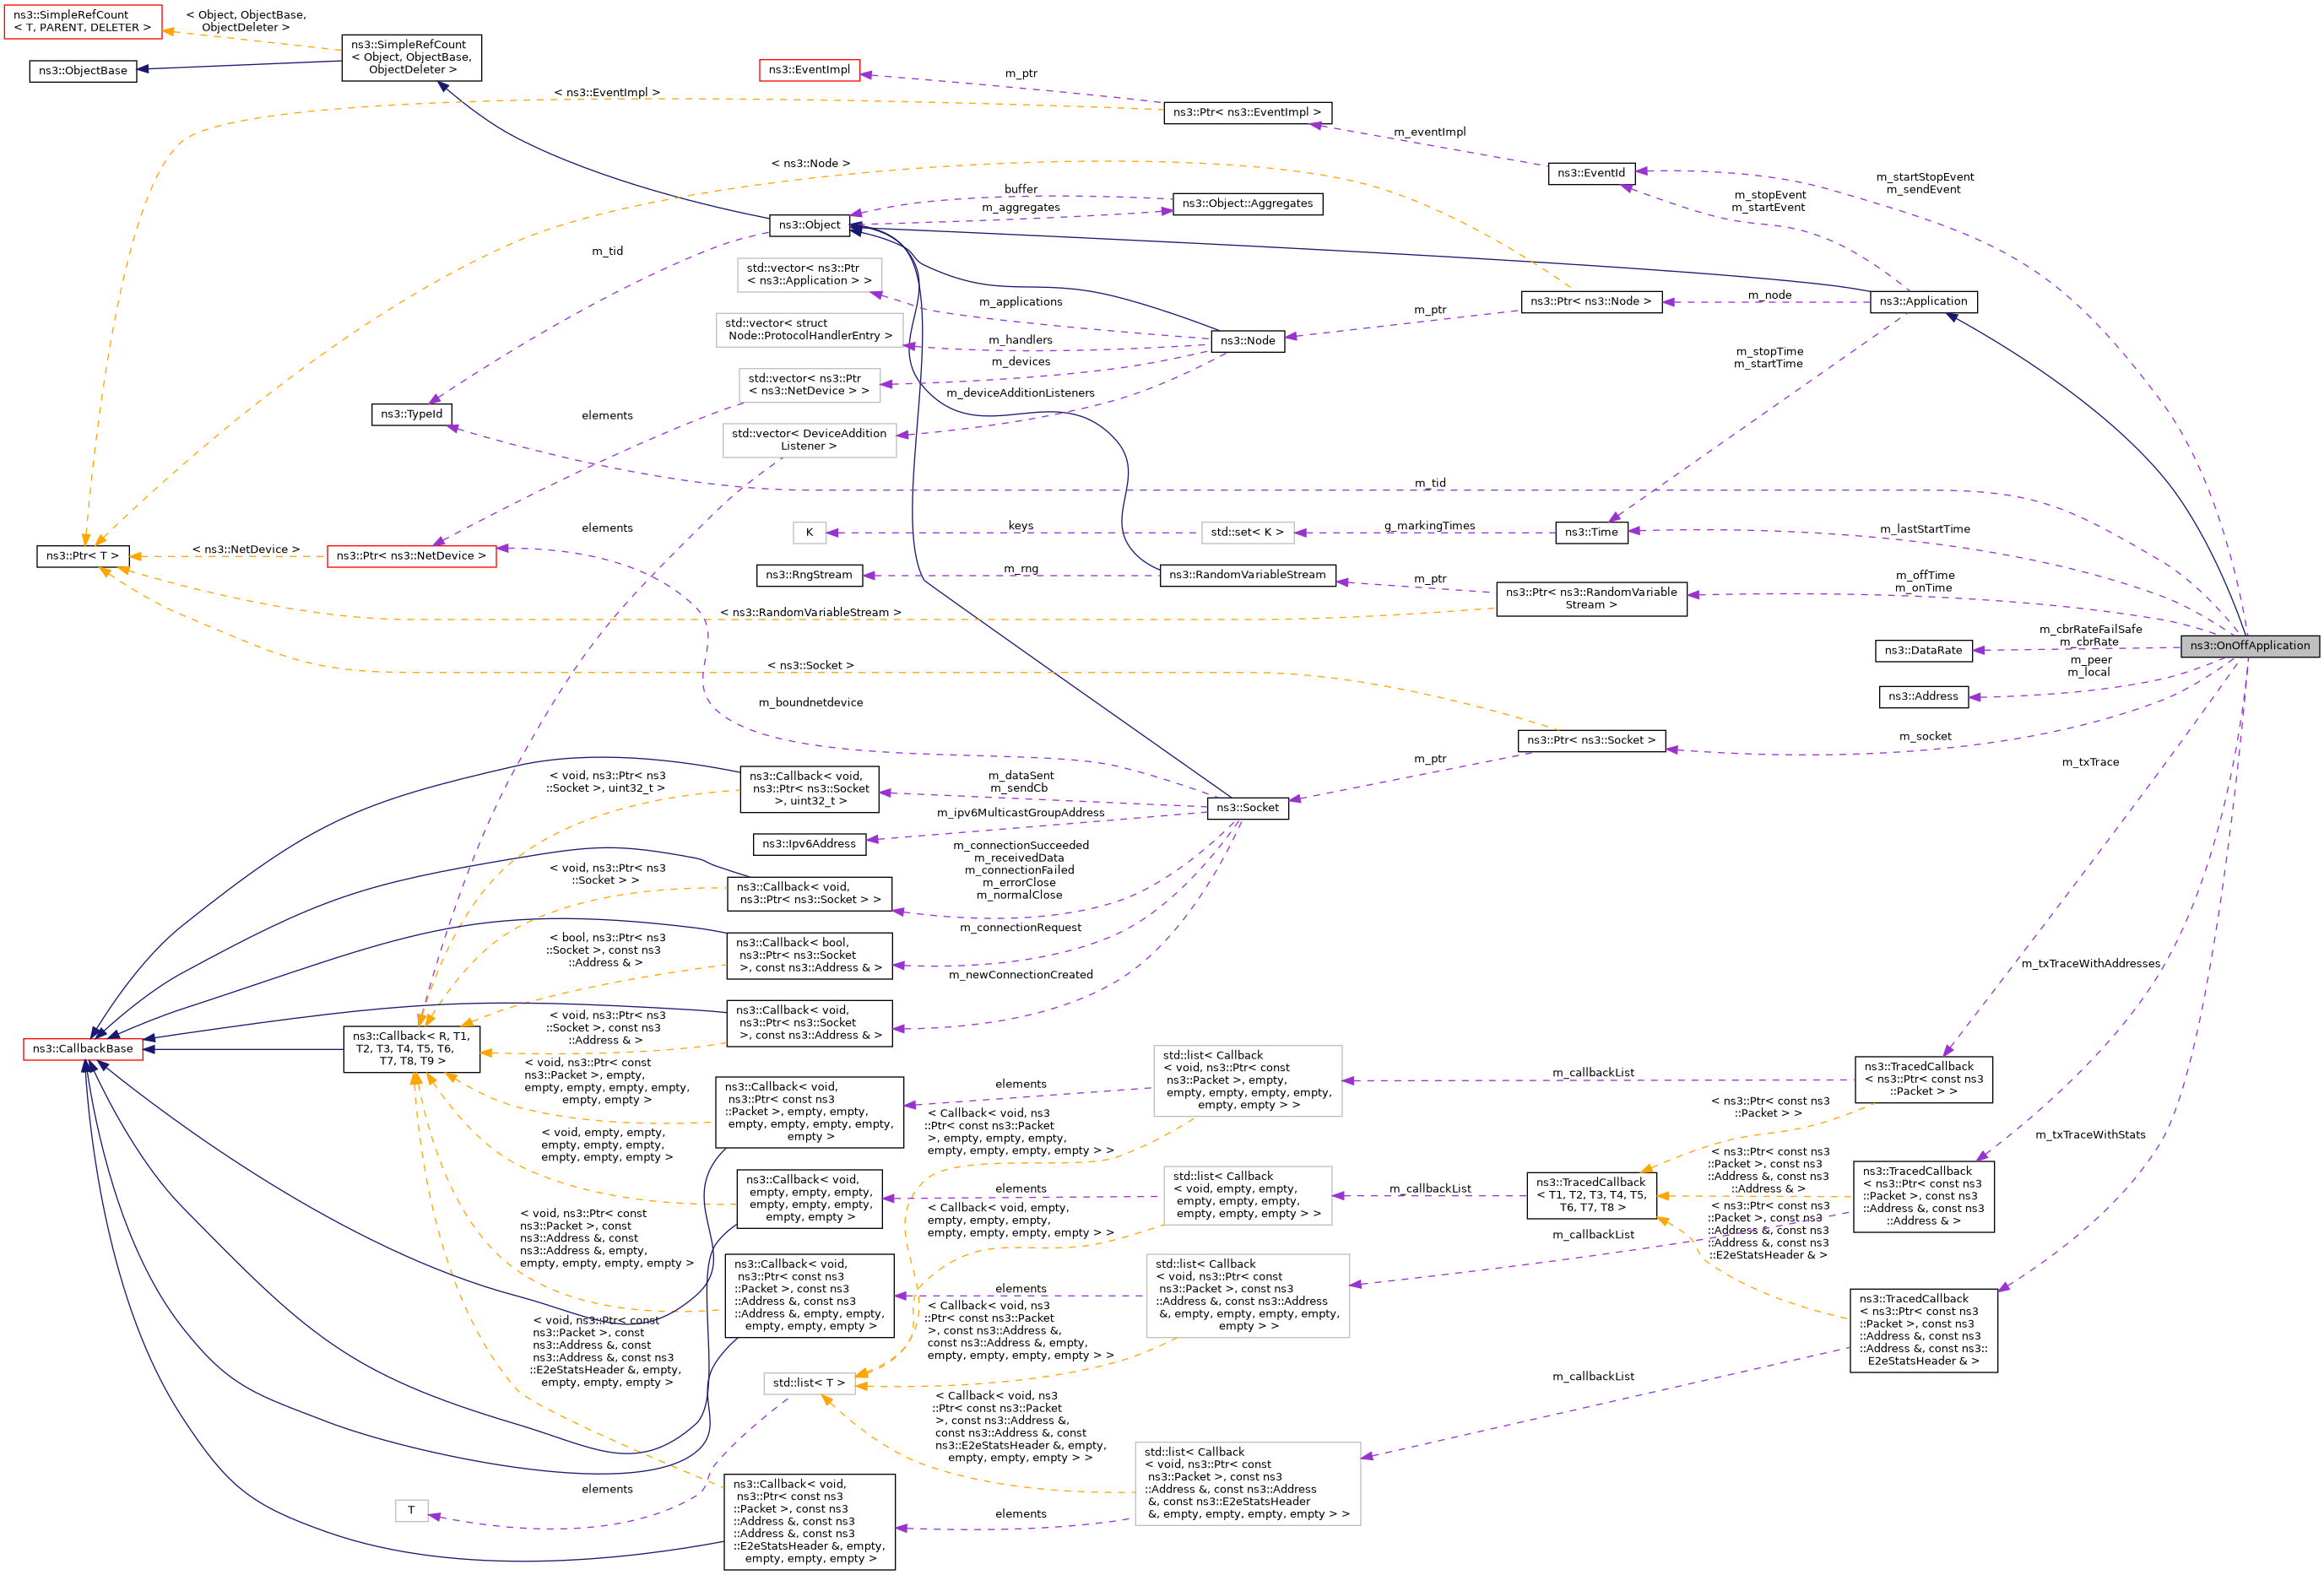 ns3::SimpleRefCount
< T, PARENT, DELETER >
< Object, ObjectBase,
ObjectDeleter >
ns3::SimpleRefCount
< Object, ObjectBase,
ObjectDeleter >
ns3::ObjectBase
ns3::EventImpl
m_ptr
< ns3::EventImpl >
ns3::Ptr< ns3::EventImpl >
m_eventImpl
< ns3::Node >
ns3::EventId
m_startStopEvent
m_sendEvent
m_stopEvent
m_startEvent
buffer
m_aggregates
ns3::Object::Aggregates
ns3::Object
m_tid
std::vector< ns3::Ptr
< ns3::Application > >
m_applications
ns3::Ptr< ns3::Node >
m_node
ns3::Application
m_ptr
std::vector< struct
Node::ProtocolHandlerEntry >
m_handlers
ns3::Node
m_devices
m_stopTime
m_startTime
std::vector< ns3::Ptr
< ns3::NetDevice > >
m_deviceAdditionListeners
ns3::TypeId
elements
std::vector< DeviceAddition
Listener >
m_tid
elements
K
keys
std::set< K >
g_markingTimes
ns3::Time
m_lastStartTime
ns3::Ptr< T >
< ns3::NetDevice >
ns3::Ptr< ns3::NetDevice >
ns3::RngStream
m_rng
ns3::RandomVariableStream
m_ptr
ns3::Ptr< ns3::RandomVariable
Stream >
m_offTime
m_onTime
< ns3::RandomVariableStream >
m_cbrRateFailSafe
m_cbrRate
ns3::DataRate
ns3::OnOffApplication
< ns3::Socket >
m_peer
m_local
ns3::Address
m_boundnetdevice
ns3::Ptr< ns3::Socket >
m_socket
m_ptr
m_txTrace
< void, ns3::Ptr< ns3
::Socket >, uint32_t >
ns3::Callback< void,
ns3::Ptr< ns3::Socket
>, uint32_t >
m_dataSent
m_sendCb
ns3::Socket
m_ipv6MulticastGroupAddress
ns3::Ipv6Address
m_connectionSucceeded
m_receivedData
m_connectionFailed
m_errorClose
m_normalClose
< void, ns3::Ptr< ns3
::Socket > >
ns3::Callback< void,
ns3::Ptr< ns3::Socket > >
m_connectionRequest
< bool, ns3::Ptr< ns3
::Socket >, const ns3
::Address & >
ns3::Callback< bool,
ns3::Ptr< ns3::Socket
>, const ns3::Address & >
m_newConnectionCreated
m_txTraceWithAddresses
< void, ns3::Ptr< ns3
::Socket >, const ns3
::Address & >
ns3::Callback< void,
ns3::Ptr< ns3::Socket
>, const ns3::Address & >
ns3::CallbackBase
ns3::Callback< R, T1,
T2, T3, T4, T5, T6,
T7, T8, T9 >
< void, ns3::Ptr< const
ns3::Packet >, empty,
empty, empty, empty, empty,
empty, empty >
ns3::Callback< void,
ns3::Ptr< const ns3
::Packet >, empty, empty,
empty, empty, empty, empty,
empty >
elements
std::list< Callback
< void, ns3::Ptr< const
ns3::Packet >, empty,
empty, empty, empty, empty,
empty, empty > >
m_callbackList
ns3::TracedCallback
< ns3::Ptr< const ns3
::Packet > >
< ns3::Ptr< const ns3
::Packet > >
m_txTraceWithStats
< Callback< void, ns3
::Ptr< const ns3::Packet
>, empty, empty, empty,
empty, empty, empty, empty > >
< void, empty, empty,
empty, empty, empty,
empty, empty, empty >
ns3::Callback< void,
empty, empty, empty,
empty, empty, empty,
empty, empty >
elements
std::list< Callback
< void, empty, empty,
empty, empty, empty,
empty, empty, empty > >
m_callbackList
ns3::TracedCallback
< T1, T2, T3, T4, T5,
T6, T7, T8 >
< ns3::Ptr< const ns3
::Packet >, const ns3
::Address &, const ns3
::Address & >
ns3::TracedCallback
< ns3::Ptr< const ns3
::Packet >, const ns3
::Address &, const ns3
::Address & >
< Callback< void, empty,
empty, empty, empty,
empty, empty, empty, empty > >
< ns3::Ptr< const ns3
::Packet >, const ns3
::Address &, const ns3
::Address &, const ns3
::E2eStatsHeader & >
m_callbackList
< void, ns3::Ptr< const
ns3::Packet >, const
ns3::Address &, const
ns3::Address &, empty,
empty, empty, empty, empty >
ns3::Callback< void,
ns3::Ptr< const ns3
::Packet >, const ns3
::Address &, const ns3
::Address &, empty, empty,
empty, empty, empty >
elements
std::list< Callback
< void, ns3::Ptr< const
ns3::Packet >, const ns3
::Address &, const ns3::Address
&, empty, empty, empty, empty,
empty > >
ns3::TracedCallback
< ns3::Ptr< const ns3
::Packet >, const ns3
::Address &, const ns3
::Address &, const ns3::
E2eStatsHeader & >
< Callback< void, ns3
::Ptr< const ns3::Packet
>, const ns3::Address &,
const ns3::Address &, empty,
empty, empty, empty, empty > >
< void, ns3::Ptr< const
ns3::Packet >, const
ns3::Address &, const
ns3::Address &, const ns3
::E2eStatsHeader &, empty,
empty, empty, empty >
std::list< T >
m_callbackList
< Callback< void, ns3
::Ptr< const ns3::Packet
>, const ns3::Address &,
const ns3::Address &, const
ns3::E2eStatsHeader &, empty,
empty, empty, empty > >
T
elements
ns3::Callback< void,
ns3::Ptr< const ns3
::Packet >, const ns3
::Address &, const ns3
::Address &, const ns3
::E2eStatsHeader &, empty,
empty, empty, empty >
elements
std::list< Callback
< void, ns3::Ptr< const
ns3::Packet >, const ns3
::Address &, const ns3::Address
&, const ns3::E2eStatsHeader
&, empty, empty, empty, empty > >